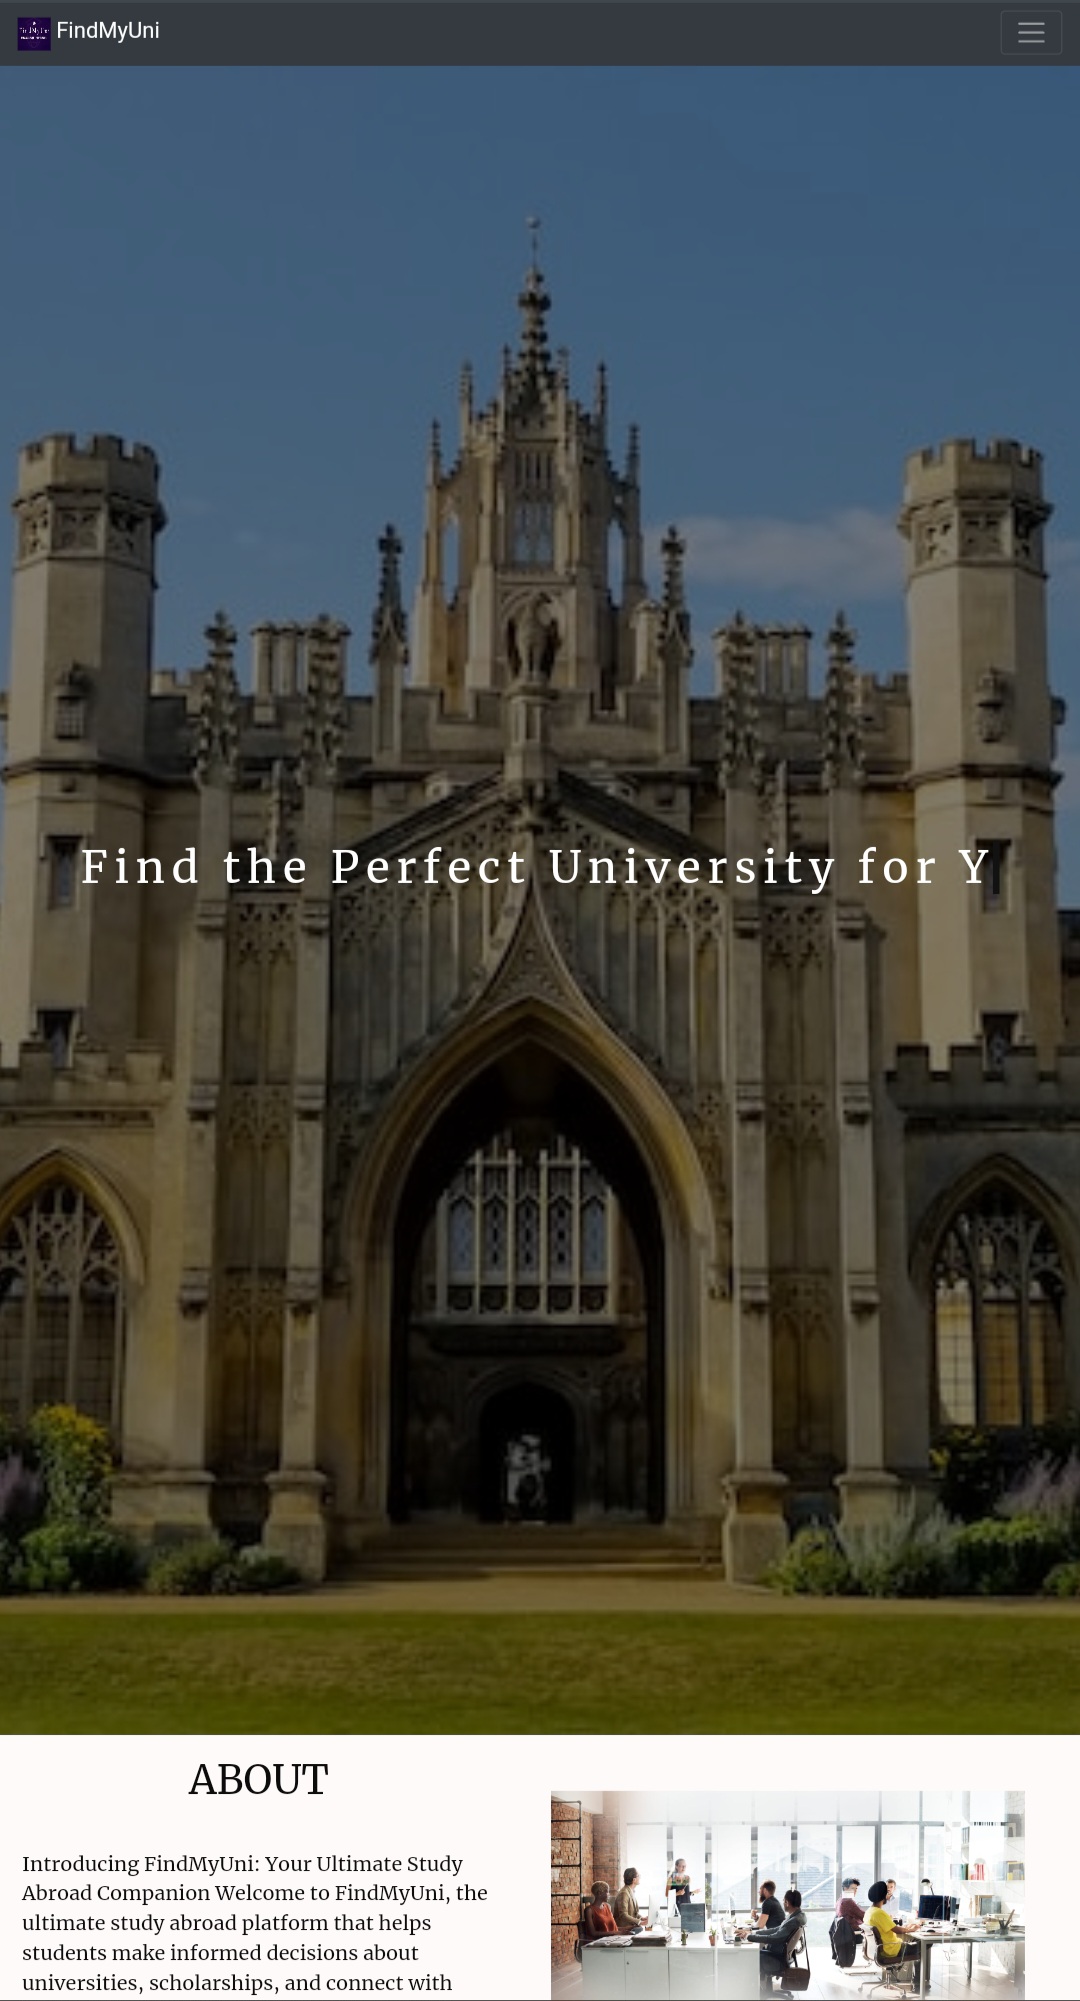 FindMyUni
Find the Perfect University for Y
ABOUT
Introducing FindMyUni: Your Ultimate Study
Abroad Companion Welcome to FindMyUni, the
ultimate study abroad platform that helps
students make informed decisions about
universities, scholarships, and connect with